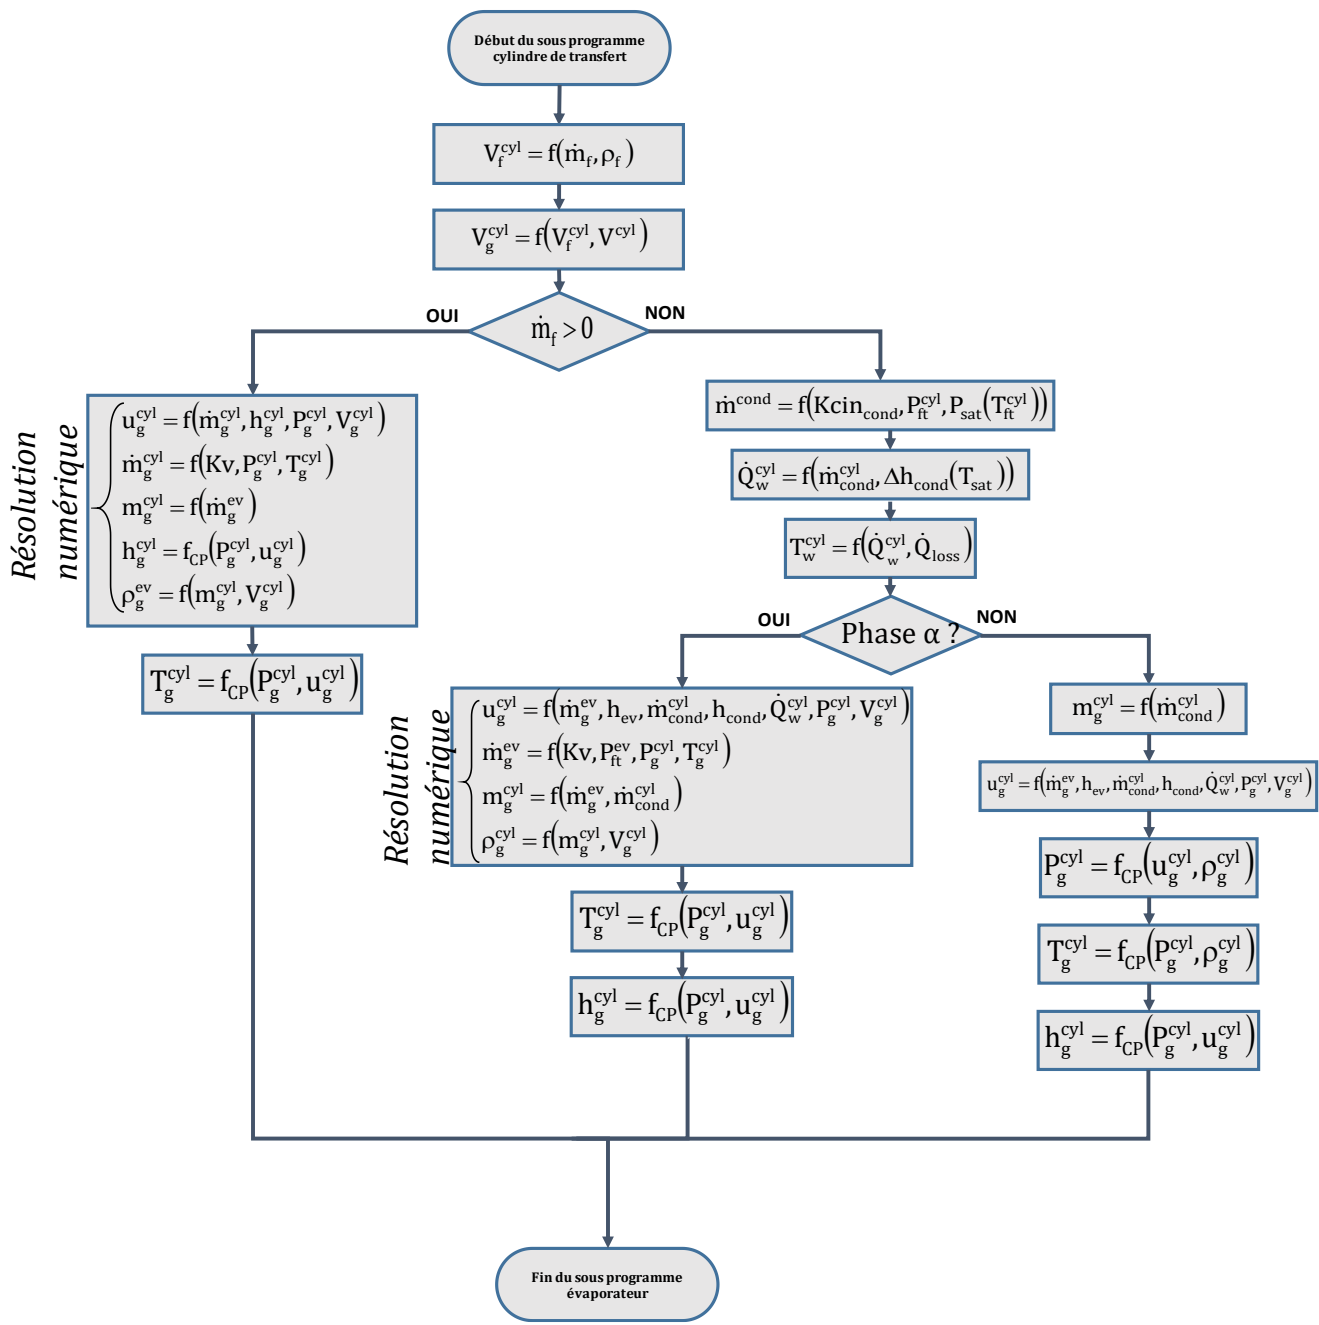 Début du sous programme
cylindre de transfert
V_f^cyl = f(ṁ_f, ρ_f)
V_g^cyl = f(V_f^cyl, V^cyl)
OUI
NON
ṁ_f > 0
Résolution
numérique
u_g^cyl = f(ṁ_g^cyl, h_g^cyl, P_g^cyl, V_g^cyl)
ṁ_g^cyl = f(Kv, P_g^cyl, T_g^cyl)
m_g^cyl = f(ṁ_g^ev)
h_g^cyl = f_CP(P_g^cyl, u_g^cyl)
ρ_g^ev = f(m_g^cyl, V_g^cyl)
T_g^cyl = f_CP(P_g^cyl, u_g^cyl)
ṁ^cond = f(Kcin_cond, P_ft^cyl, P_sat(T_ft^cyl))
Q̇_w^cyl = f(ṁ_cond^cyl, Δh_cond(T_sat))
T_w^cyl = f(Q̇_w^cyl, Q̇_loss)
OUI
NON
Phase α ?
Résolution
numérique
u_g^cyl = f(ṁ_g^ev, h_ev, ṁ_cond^cyl, h_cond, Q̇_w^cyl, P_g^cyl, V_g^cyl)
ṁ_g^ev = f(Kv, P_ft^ev, P_g^cyl, T_g^cyl)
m_g^cyl = f(ṁ_g^ev, ṁ_cond^cyl)
ρ_g^cyl = f(m_g^cyl, V_g^cyl)
T_g^cyl = f_CP(P_g^cyl, u_g^cyl)
h_g^cyl = f_CP(P_g^cyl, u_g^cyl)
m_g^cyl = f(ṁ_cond^cyl)
u_g^cyl = f(ṁ_g^ev, h_ev, ṁ_cond^cyl, h_cond, Q̇_w^cyl, P_g^cyl, V_g^cyl)
P_g^cyl = f_CP(u_g^cyl, ρ_g^cyl)
T_g^cyl = f_CP(P_g^cyl, ρ_g^cyl)
h_g^cyl = f_CP(P_g^cyl, u_g^cyl)
Fin du sous programme
évaporateur